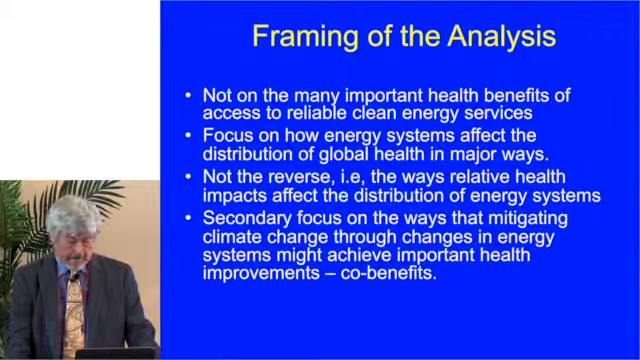 Framing of the Analysis
• Not on the many important health benefits of
access to reliable clean energy services
• Focus on how energy systems affect the
distribution of global health in major ways.
• Not the reverse, i.e, the ways relative health
impacts affect the distribution of energy systems
• Secondary focus on the ways that mitigating
climate change through changes in energy
systems might achieve important health
improvements – co-benefits.